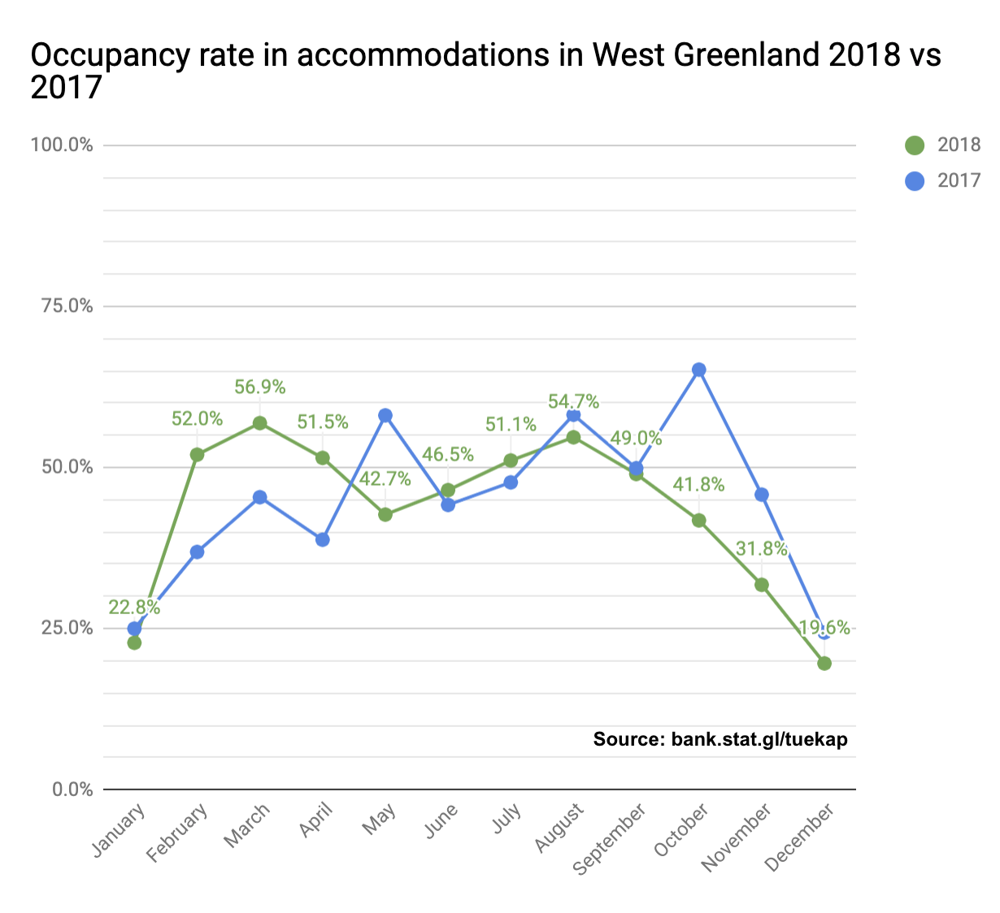 Occupancy rate in accommodations in West Greenland 2018 vs
2017
100.0%
2018
2017
75.0%
56.9%
54.7%
52.0%
51.5%
51.1%
49.0%
46.5%
50.0%
42.7%
41.8%
31.8%
22.8%
25.0%
19.6%
Source: bank.stat.gl/tuekap
0.0%
January
February
March
April
May
June
July
August
September
October
November
December